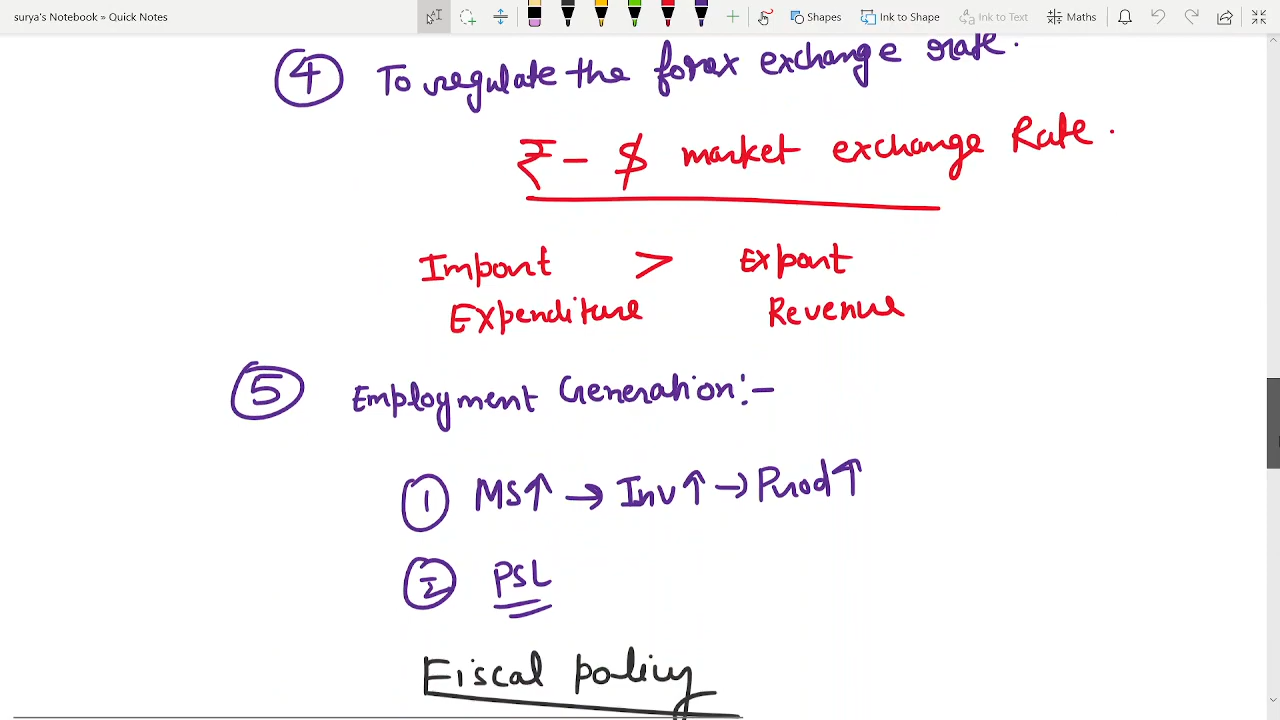 surya's Notebook » Quick Notes
Shapes Ink to Shape Ink to Text Maths
④ To regulate the forex exchange rate.
₹ - $ market exchange Rate.
Import > Export
Expenditure Revenue
⑤ Employment Generation:-
① MS↑ → Inv↑ → Prod↑
② PSL
Fiscal policy